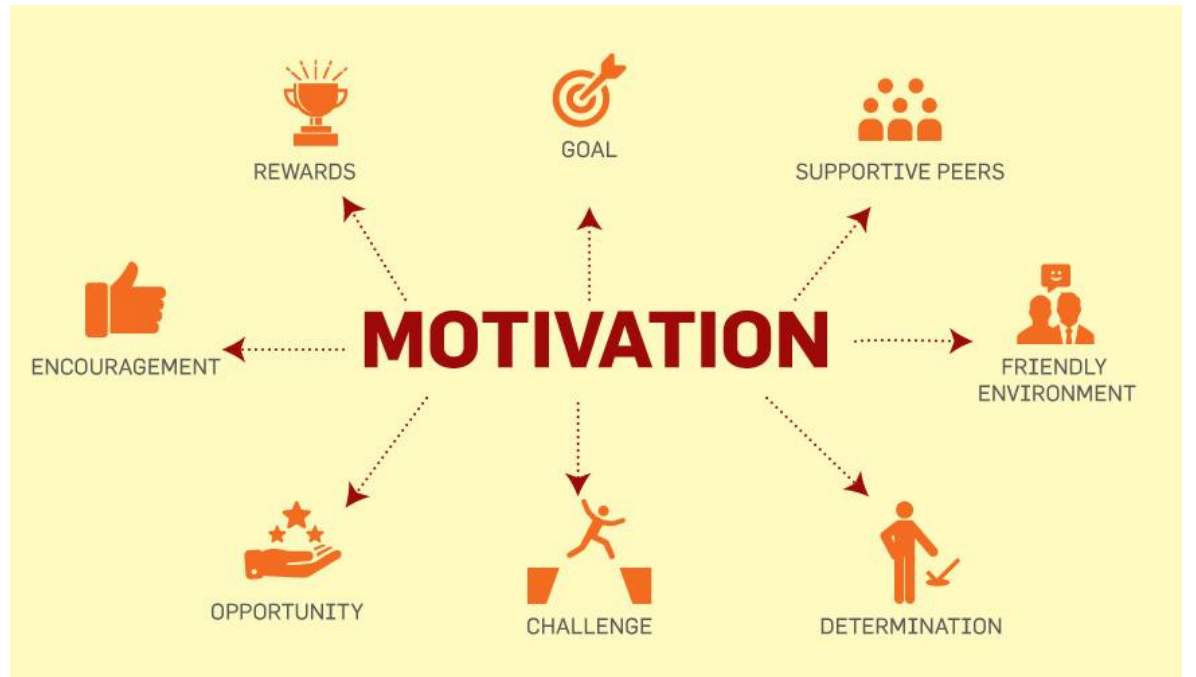 GOAL
REWARDS
SUPPORTIVE PEERS
MOTIVATION
ENCOURAGEMENT
FRIENDLY
ENVIRONMENT
OPPORTUNITY
CHALLENGE
DETERMINATION